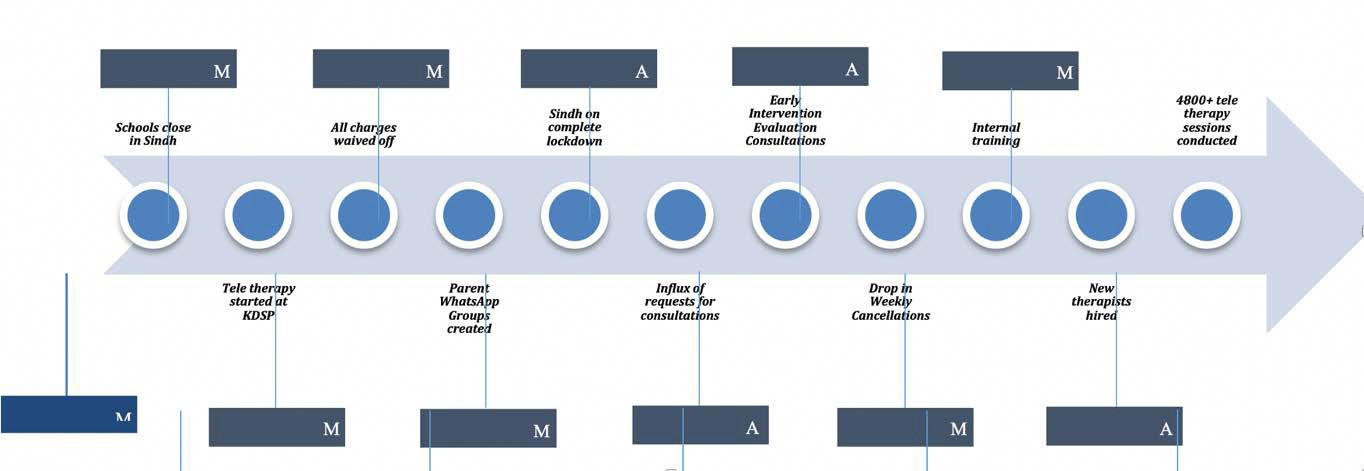 M
M
A
A
M
Schools close
in Sindh
All charges
waived off
Sindh on
complete
lockdown
Early
Intervention
Evaluation
Consultations
Internal
training
4800+ tele
therapy
sessions
conducted
Tele therapy
started at
KDSP
Parent
WhatsApp
Groups
created
Influx of
requests for
consultations
Drop in
Weekly
Cancellations
New
therapists
hired
M
M
M
A
M
A